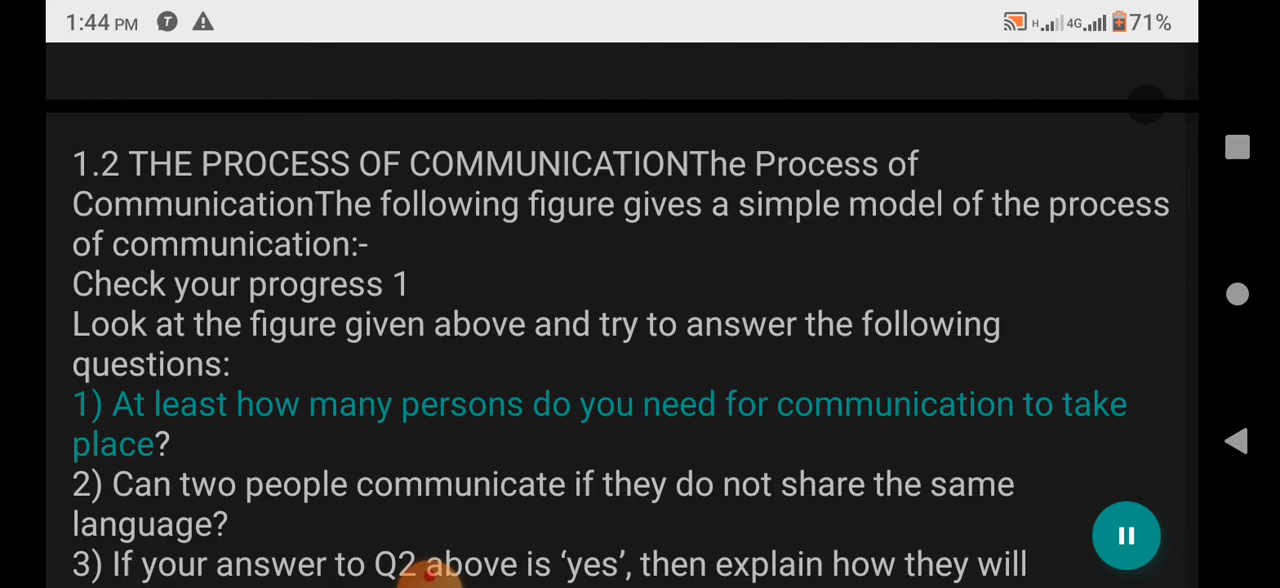 1:44 PM T H 4G 71%
1.2 THE PROCESS OF COMMUNICATIONThe Process of
CommunicationThe following figure gives a simple model of the process
of communication:-
Check your progress 1
Look at the figure given above and try to answer the following
questions:
1) At least how many persons do you need for communication to take
place?
2) Can two people communicate if they do not share the same
language?
3) If your answer to Q2 above is ‘yes’, then explain how they will